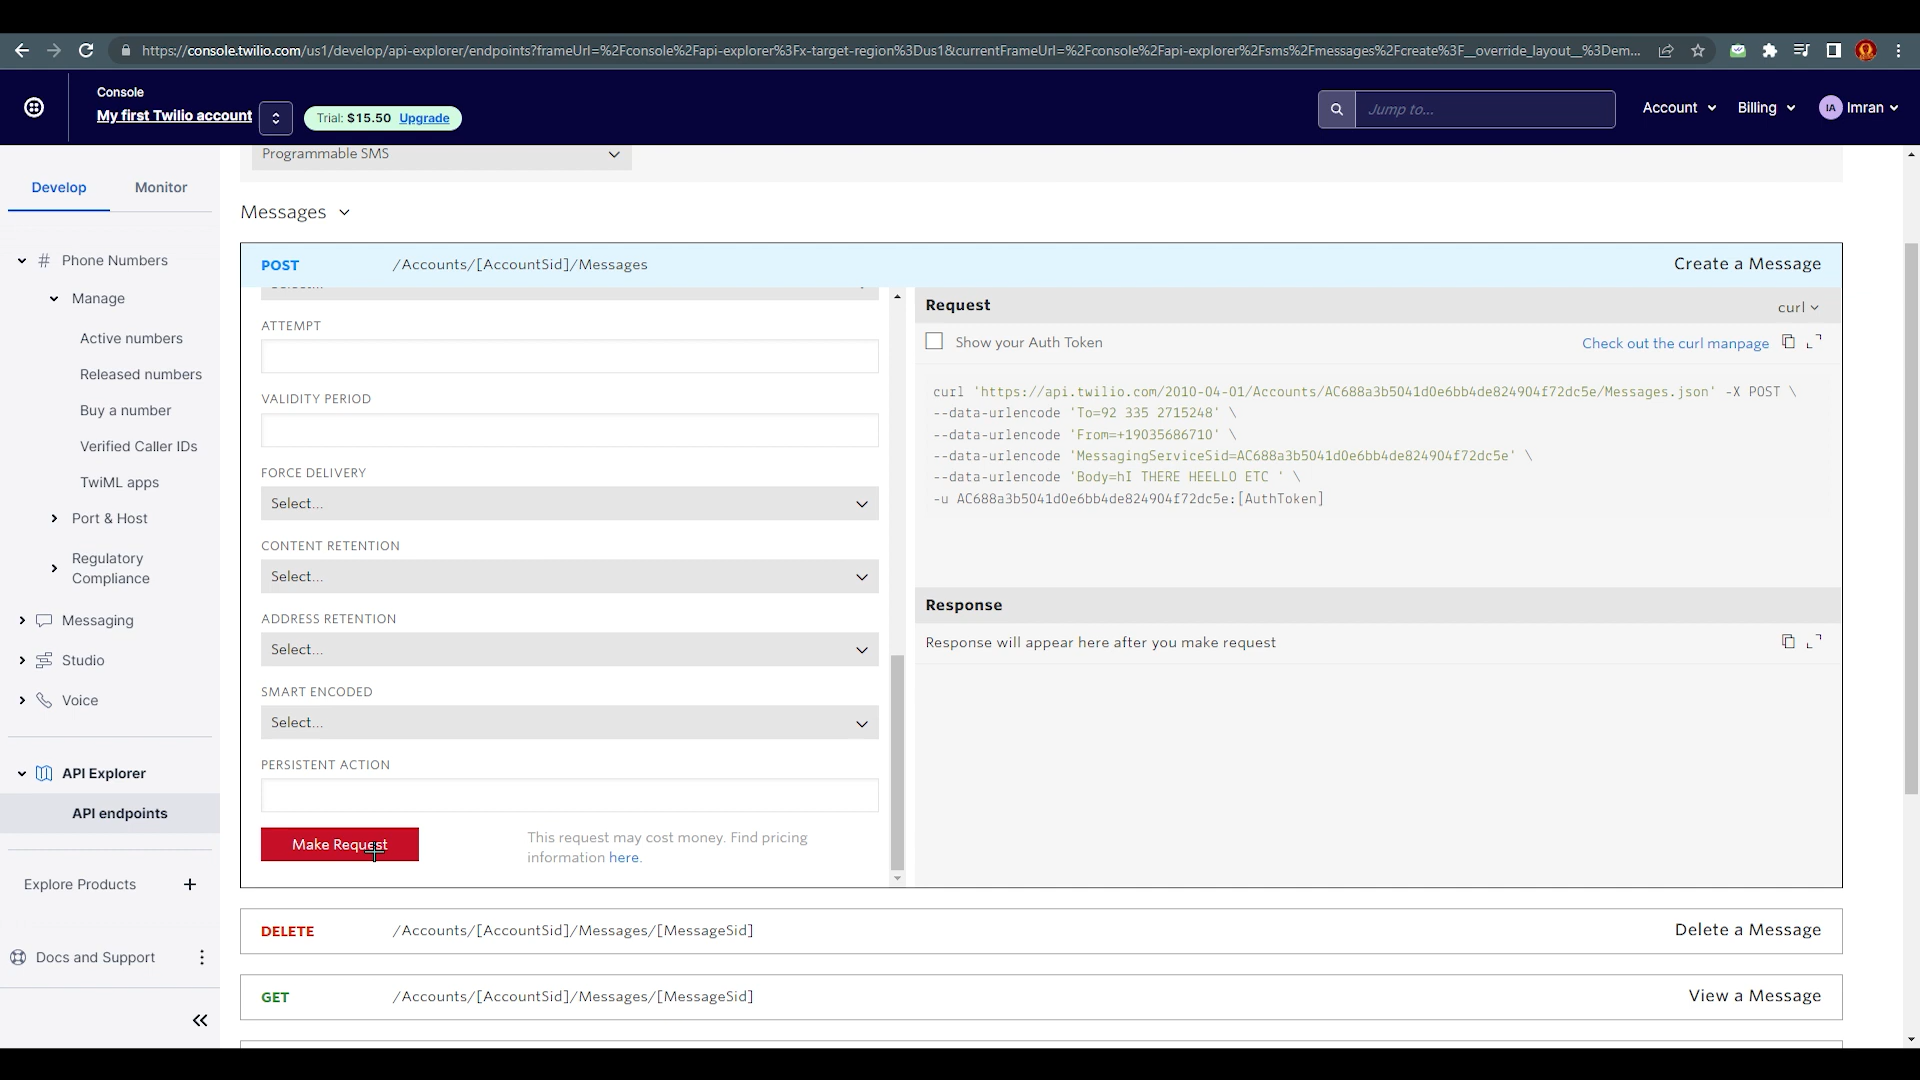 https://console.twilio.com/us1/develop/api-explorer/endpoints?frameUrl=%2Fconsole%2Fapi-explorer%3Fx-target-region%3Dus1&currentFrameUrl=%2Fconsole%2Fapi-explorer%2Fsms%2Fmessages%2Fcreate%3F__override_layout__%3Dem...
Console
My first Twilio account
Trial: $15.50 Upgrade
Jump to...
Account
Billing
IA Imran
Develop
Monitor
Phone Numbers
Manage
Active numbers
Released numbers
Buy a number
Verified Caller IDs
TwiML apps
Port & Host
Regulatory
Compliance
Messaging
Studio
Voice
API Explorer
API endpoints
Explore Products
Docs and Support
Programmable SMS
Messages
POST /Accounts/[AccountSid]/Messages Create a Message
ATTEMPT
VALIDITY PERIOD
FORCE DELIVERY
Select...
CONTENT RETENTION
Select...
ADDRESS RETENTION
Select...
SMART ENCODED
Select...
PERSISTENT ACTION
Make Request
This request may cost money. Find pricing
information here.
Request
curl
Show your Auth Token
Check out the curl manpage
curl 'https://api.twilio.com/2010-04-01/Accounts/AC688a3b5041d0e6bb4de824904f72dc5e/Messages.json' -X POST \
--data-urlencode 'To=92 335 2715248' \
--data-urlencode 'From=+19035686710' \
--data-urlencode 'MessagingServiceSid=AC688a3b5041d0e6bb4de824904f72dc5e' \
--data-urlencode 'Body=hI THERE HEELLO ETC ' \
-u AC688a3b5041d0e6bb4de824904f72dc5e:[AuthToken]
Response
Response will appear here after you make request
DELETE /Accounts/[AccountSid]/Messages/[MessageSid] Delete a Message
GET /Accounts/[AccountSid]/Messages/[MessageSid] View a Message